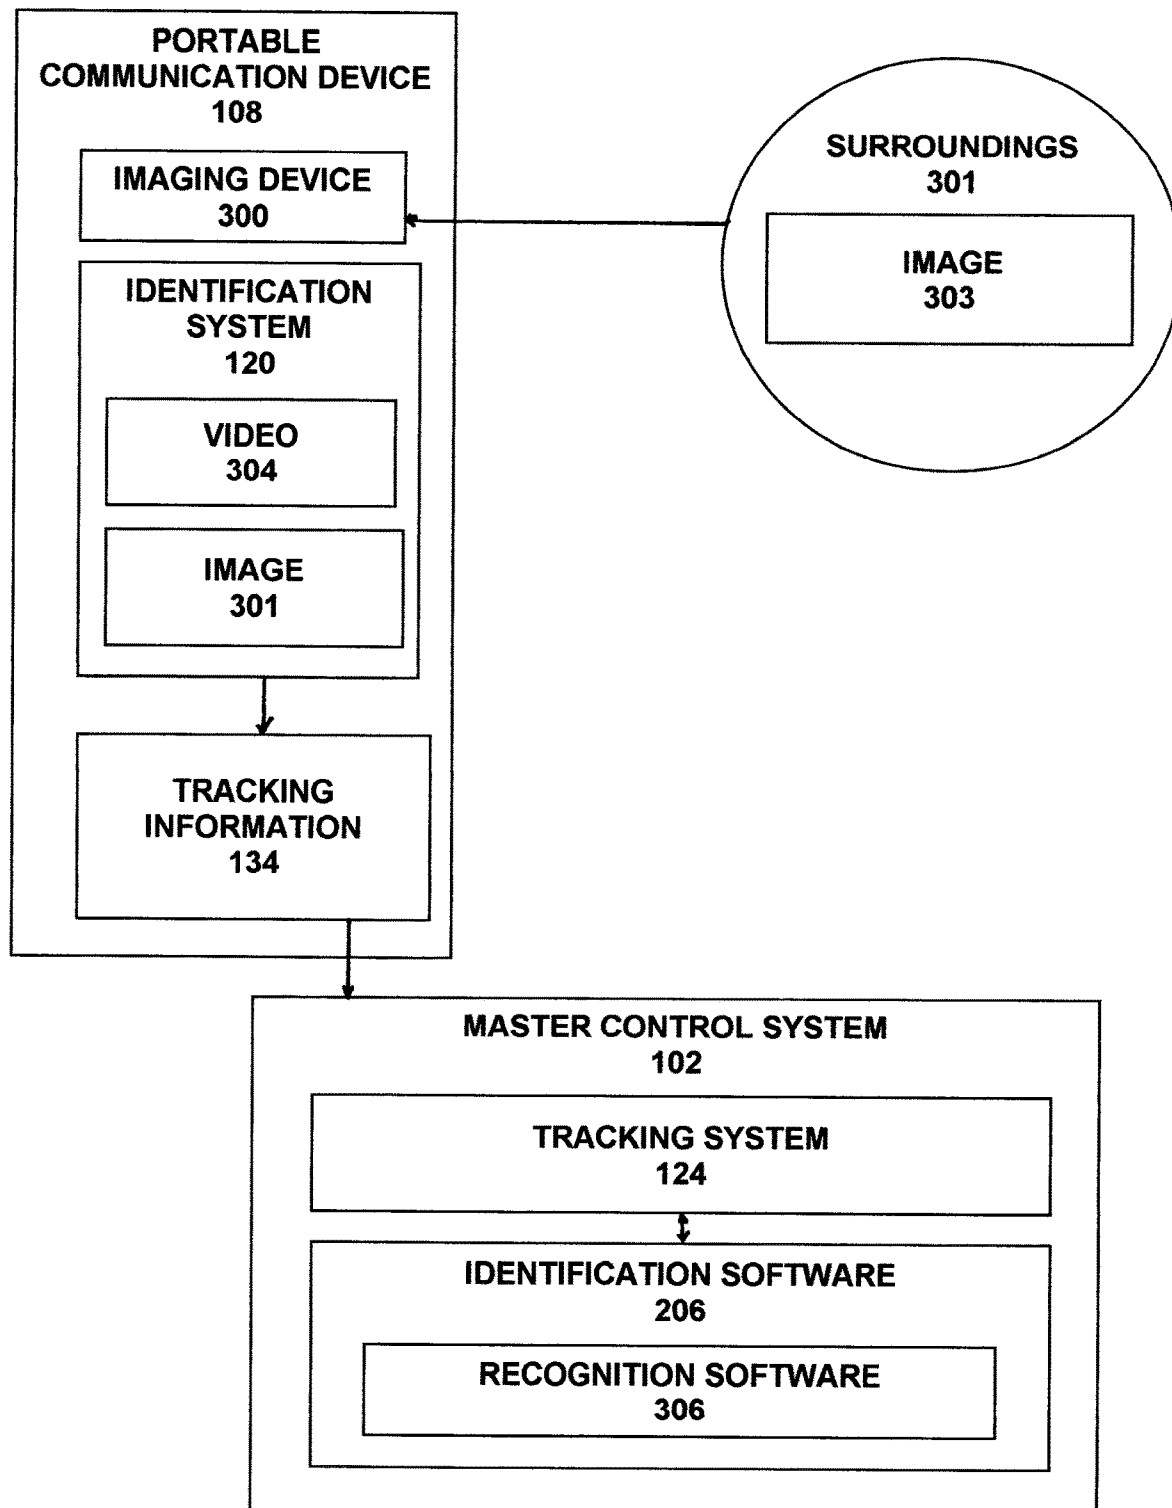 PORTABLE
COMMUNICATION DEVICE
108
IMAGING DEVICE
300
IDENTIFICATION
SYSTEM
120
VIDEO
304
IMAGE
301
TRACKING
INFORMATION
134
SURROUNDINGS
301
IMAGE
303
MASTER CONTROL SYSTEM
102
TRACKING SYSTEM
124
IDENTIFICATION SOFTWARE
206
RECOGNITION SOFTWARE
306